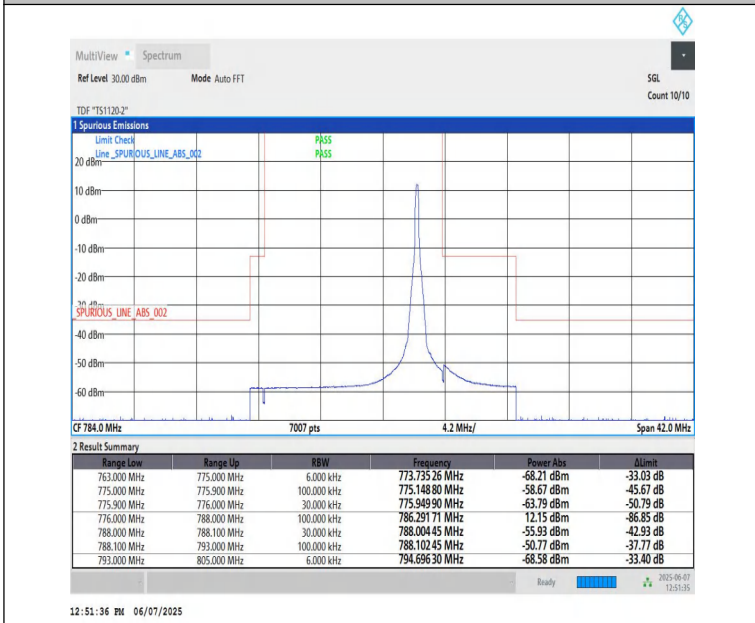 MultiView Spectrum
Ref Level 30.00 dBm Mode Auto FFT SGL
Count 10/10
TDF "TS1120-2"
1 Spurious Emissions
Limit Check PASS
Line _SPURIOUS_LINE_ABS_002 PASS
20 dBm
10 dBm
0 dBm
-10 dBm
-20 dBm
-30 dBm
_SPURIOUS_LINE_ABS_002
-40 dBm
-50 dBm
-60 dBm
CF 784.0 MHz 7007 pts 4.2 MHz/ Span 42.0 MHz
2 Result Summary
Range Low Range Up RBW Frequency Power Abs ΔLimit
763.000 MHz 775.000 MHz 6.000 kHz 773.735 26 MHz -68.21 dBm -33.03 dB
775.000 MHz 775.900 MHz 100.000 kHz 775.148 80 MHz -58.67 dBm -45.67 dB
775.900 MHz 776.000 MHz 30.000 kHz 775.949 90 MHz -63.79 dBm -50.79 dB
776.000 MHz 788.000 MHz 100.000 kHz 786.291 71 MHz 12.15 dBm -86.85 dB
788.000 MHz 788.100 MHz 30.000 kHz 788.004 45 MHz -55.93 dBm -42.93 dB
788.100 MHz 793.000 MHz 100.000 kHz 788.102 45 MHz -50.77 dBm -37.77 dB
793.000 MHz 805.000 MHz 6.000 kHz 794.696 30 MHz -68.58 dBm -33.40 dB
Ready 2025-06-07
12:51:35
12:51:36 PM 06/07/2025